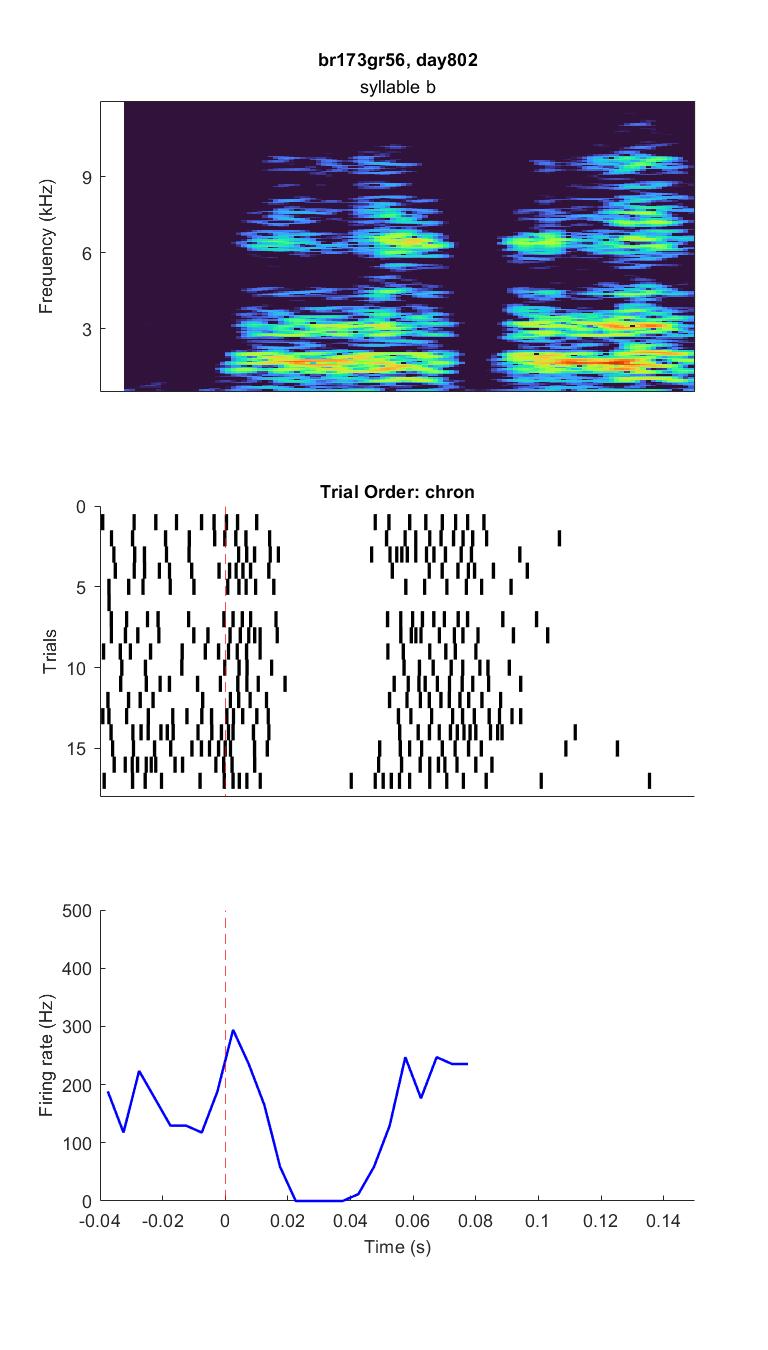 br173gr56, day802
syllable b
Frequency (kHz)
9
6
3
Trial Order: chron
Trials
0
5
10
15
Firing rate (Hz)
500
400
300
200
100
0
-0.04 -0.02 0 0.02 0.04 0.06 0.08 0.1 0.12 0.14
Time (s)